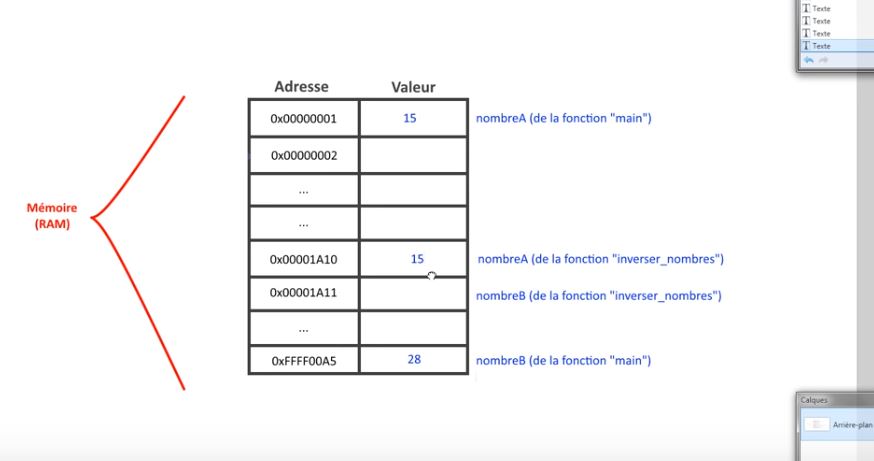 Texte
Texte
Texte
Texte
Adresse Valeur
0x00000001 15 nombreA (de la fonction "main")
0x00000002
...
...
Mémoire
(RAM)
0x00001A10 15 nombreA (de la fonction "inverser_nombres")
0x00001A11 nombreB (de la fonction "inverser_nombres")
...
0xFFFF00A5 28 nombreB (de la fonction "main")
Calques
Arrière-plan